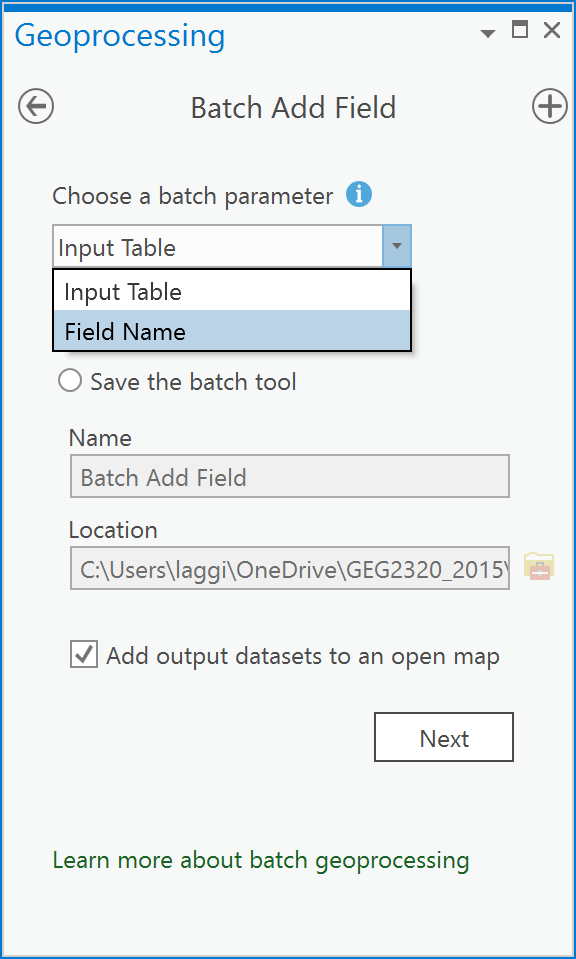 Geoprocessing
Batch Add Field
Choose a batch parameter i
Input Table
Input Table
Field Name
Save the batch tool
Name
Batch Add Field
Location
C:\Users\laggi\OneDrive\GEG2320_2015\
Add output datasets to an open map
Next
Learn more about batch geoprocessing